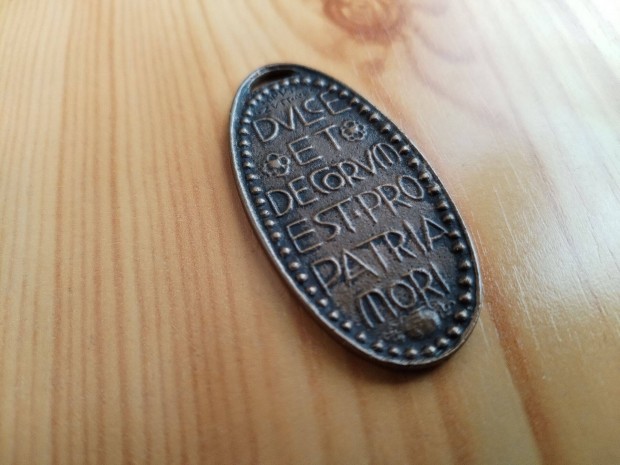 DVLCE
ET
DECORVM
EST·PRO
PATRIA
MORI